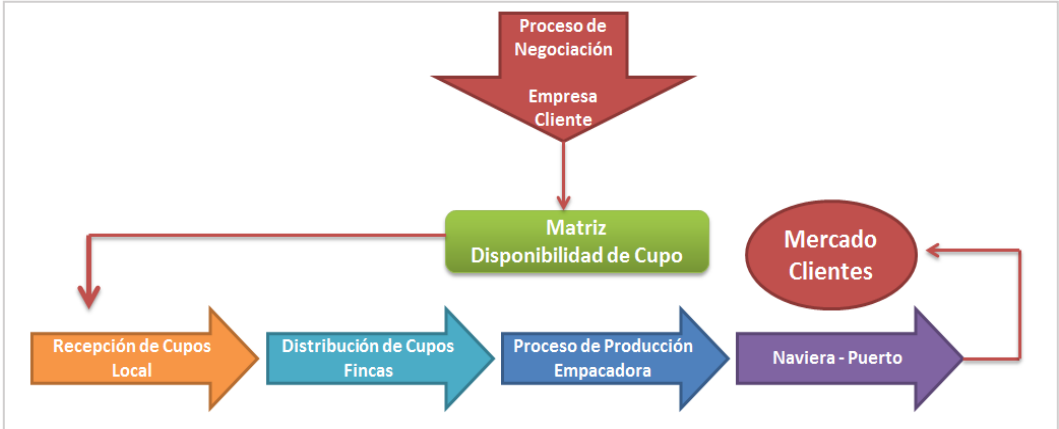 Proceso de
Negociación
Empresa
Cliente
Matriz
Disponibilidad de Cupo
Mercado
Clientes
Recepción de Cupos
Local
Distribución de Cupos
Fincas
Proceso de Producción
Empacadora
Naviera - Puerto